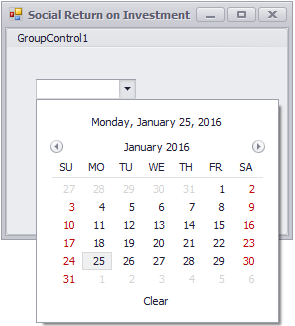 Social Return on Investment
GroupControl1
Monday, January 25, 2016
January 2016
SU MO TU WE TH FR SA
27 28 29 30 31 1 2
3 4 5 6 7 8 9
10 11 12 13 14 15 16
17 18 19 20 21 22 23
24 25 26 27 28 29 30
31 1 2 3 4 5 6
Clear